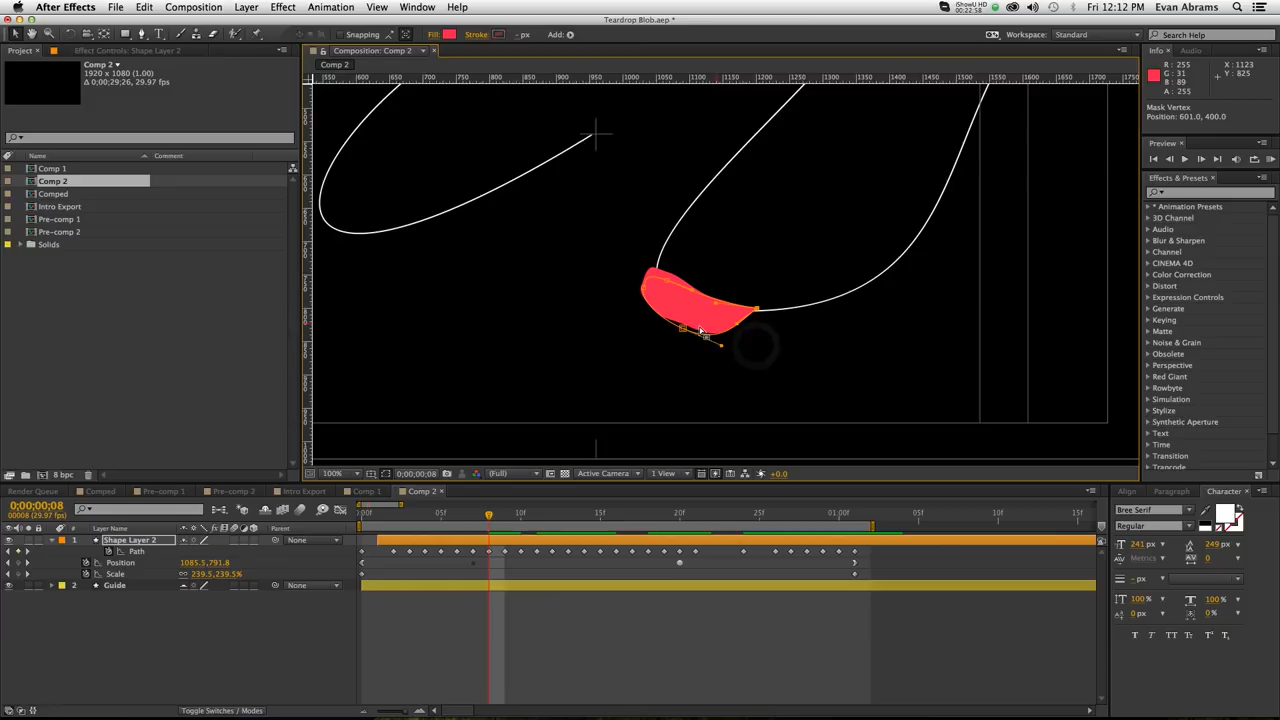 After Effects File Edit Composition Layer Effect Animation View Window Help
iShowU HD 00:22:58 Fri 12:12 PM Evan Abrams
Teardrop Blob.aep *
Snapping Fill: Stroke: - px Add: Workspace: Standard Search Help
Project Effect Controls: Shape Layer 2
Composition: Comp 2
Info Audio
Comp 2
1920 x 1080 (1.00)
Δ 0;00;29;26, 29.97 fps
Comp 2
R: 255
G: 31
B: 89
A: 255
X: 1123
Y: 825
Mask Vertex
Position: 601.0, 400.0
Preview
Effects & Presets
Name Comment
Comp 1
Comp 2
Comped
Intro Export
Pre-comp 1
Pre-comp 2
Solids
* Animation Presets
3D Channel
Audio
Blur & Sharpen
Channel
CINEMA 4D
Color Correction
Distort
Expression Controls
Generate
Keying
Matte
Noise & Grain
Obsolete
Perspective
Red Giant
Rowbyte
Simulation
Stylize
Synthetic Aperture
Text
Time
Transition
Trapcode
8 bpc
100% 0;00;00;08 (Full) Active Camera 1 View +0.0
Render Queue Comped Pre-comp 1 Pre-comp 2 Intro Export Comp 1 Comp 2
Align Paragraph Character
0;00;00;08
00008 (29.97 fps)
:00f 05f 10f 15f 20f 25f 01:00f 05f 10f 15f
Layer Name Parent
1 Shape Layer 2 None
Path
Position 1085.5,791.8
Scale 239.5,239.5%
2 Guide None
Bree Serif
Regular
241 px 249 px
Metrics 0
- px
100% 100%
0 px 0 %
T T TT Tt T¹ T₁
Toggle Switches / Modes